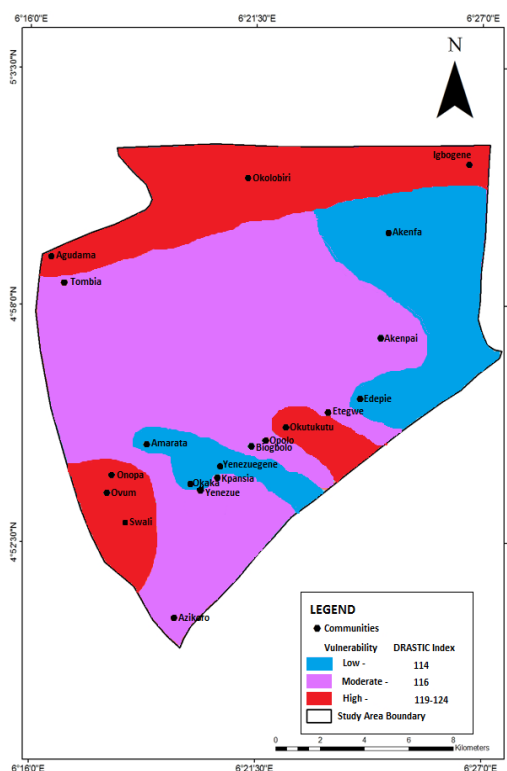 6°16'0"E 6°21'30"E 6°27'0"E
5°3'30"N
N
Igbogene
Okolobiri
Akenfa
Agudama
Tombia
4°58'0"N
Akenpai
Edepie
Etegwe
Okutukutu
Opolo
Amarata
Biogbolo
Yenezuegene
Onopa
Kpansia
Okaka
Ovum
Yenezue
Swali
4°52'30"N
Azikoro
LEGEND
Communities
Vulnerability DRASTIC Index
Low - 114
Moderate - 116
High - 119-124
Study Area Boundary
0 2 4 6 8
Kilometers
6°16'0"E 6°21'30"E 6°27'0"E